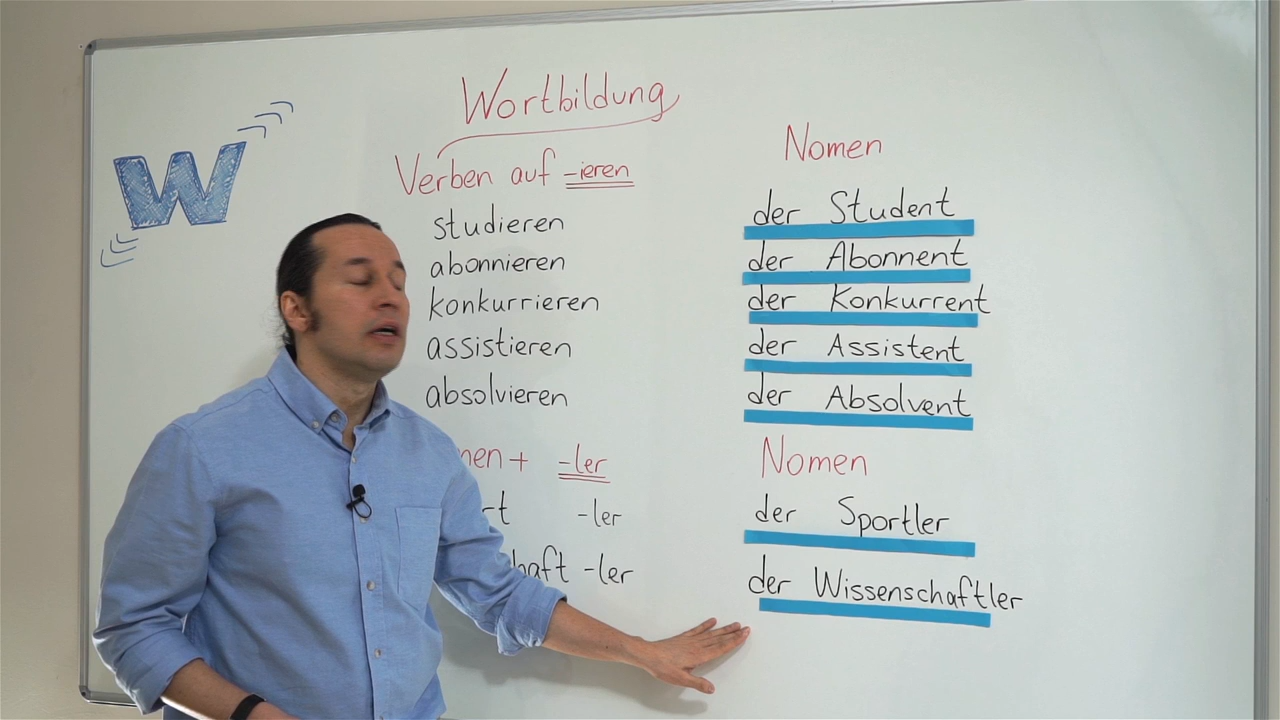 W
Wortbildung
Verben auf -ieren
Nomen
studieren der Student
abonnieren der Abonnent
konkurrieren der Konkurrent
assistieren der Assistent
absolvieren der Absolvent
+ -ler Nomen
-ler der Sportler
-ler der Wissenschaftler